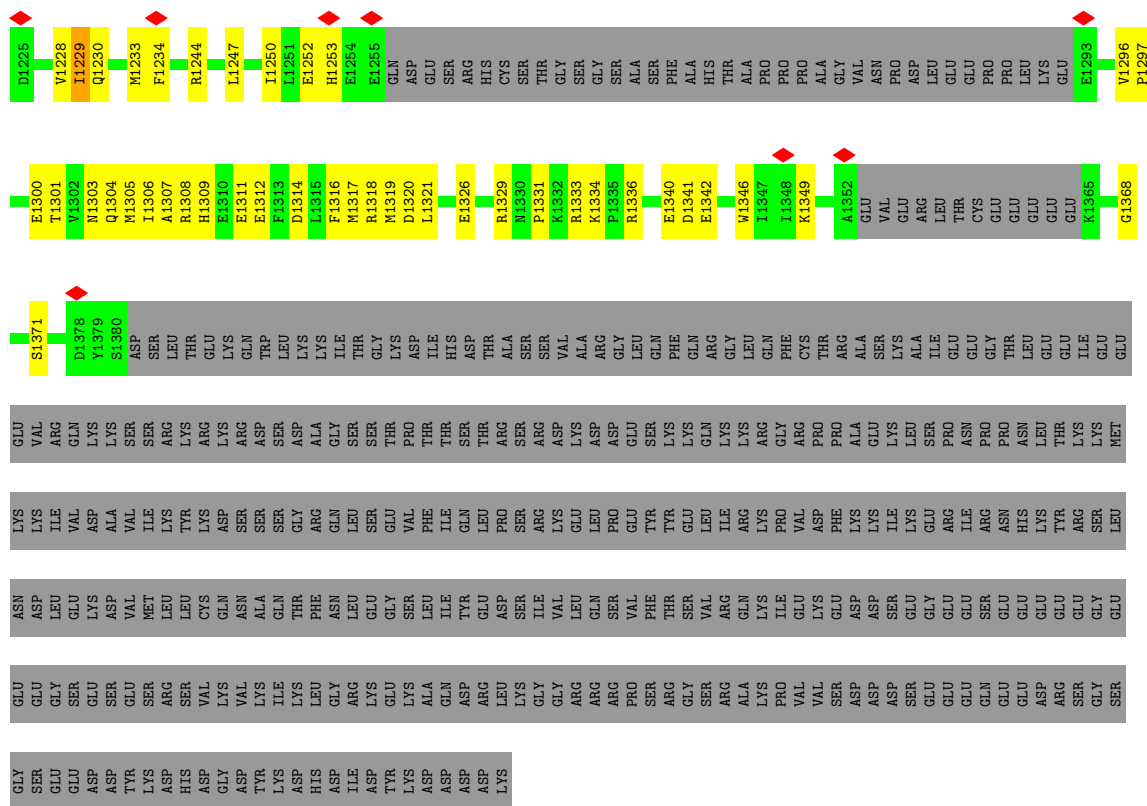 D1225 V1228 I1229 Q1230 M1233 F1234 R1244 L1247 I1250 L1251 E1252 H1253 E1254 E1255 GLN ASP GLU SER ARG HIS CYS SER THR GLY SER GLY SER ALA SER PHE ALA HIS THR ALA PRO PRO PRO ALA GLY VAL ASN PRO ASP LEU GLU GLU PRO PRO LEU LYS GLU E1293 V1296 P1297
E1300 T1301 V1302 N1303 Q1304 M1305 I1306 A1307 R1308 H1309 E1310 E1311 E1312 F1313 D1314 L1315 F1316 M1317 R1318 M1319 D1320 L1321 E1326 R1329 N1330 P1331 K1332 R1333 K1334 P1335 R1336 E1340 D1341 E1342 W1346 I1347 I1348 K1349 A1352 GLU VAL GLU ARG LEU THR CYS GLU GLU GLU GLU GLU K1365 G1368
S1371 D1378 Y1379 S1380 ASP SER LEU THR GLU LYS GLN TRP LEU LYS LYS ILE THR GLY LYS ASP ILE HIS ASP THR ALA SER SER VAL ALA ARG GLY LEU GLN PHE GLN ARG GLY LEU GLN PHE CYS THR ARG ALA SER LYS ALA ILE GLU GLU GLY THR LEU GLU GLU ILE GLU GLU
GLU VAL ARG GLN LYS LYS SER SER ARG LYS ARG LYS ARG ASP SER ASP ALA GLY SER SER THR PRO THR THR SER THR ARG SER ARG ASP LYS ASP ASP GLU SER LYS LYS GLN LYS LYS ARG GLY ARG PRO PRO ALA GLU LYS LEU SER PRO ASN PRO PRO ASN LEU THR LYS LYS MET
LYS LYS ILE VAL ASP ALA VAL ILE LYS TYR LYS ASP SER SER SER GLY ARG GLN LEU SER GLU VAL PHE ILE GLN LEU PRO SER ARG LYS GLU LEU PRO GLU TYR TYR GLU LEU ILE ARG LYS PRO VAL ASP PHE LYS LYS ILE LYS GLU ARG ILE ARG ASN HIS LYS TYR ARG SER LEU
ASN ASP LEU GLU LYS ASP VAL MET LEU LEU CYS GLN ASN ALA GLN THR PHE ASN LEU GLU GLY SER LEU ILE TYR GLU ASP SER ILE VAL LEU GLN SER VAL PHE THR SER VAL ARG GLN LYS ILE GLU LYS GLU ASP ASP SER GLU GLY GLU GLU SER GLU GLU GLU GLU GLU GLY GLU
GLU GLU GLY SER GLU SER GLU SER ARG SER VAL LYS VAL LYS ILE LYS LEU GLY ARG LYS GLU LYS ALA GLN ASP ARG LEU LYS GLY GLY ARG ARG ARG PRO SER ARG GLY SER ARG ALA LYS PRO VAL VAL SER ASP ASP ASP SER GLU GLU GLU GLN GLU GLU ASP ARG SER GLY SER
GLY SER GLU GLU ASP ASP TYR LYS ASP HIS ASP GLY ASP TYR LYS ASP HIS ASP ILE ASP TYR LYS ASP ASP ASP ASP LYS